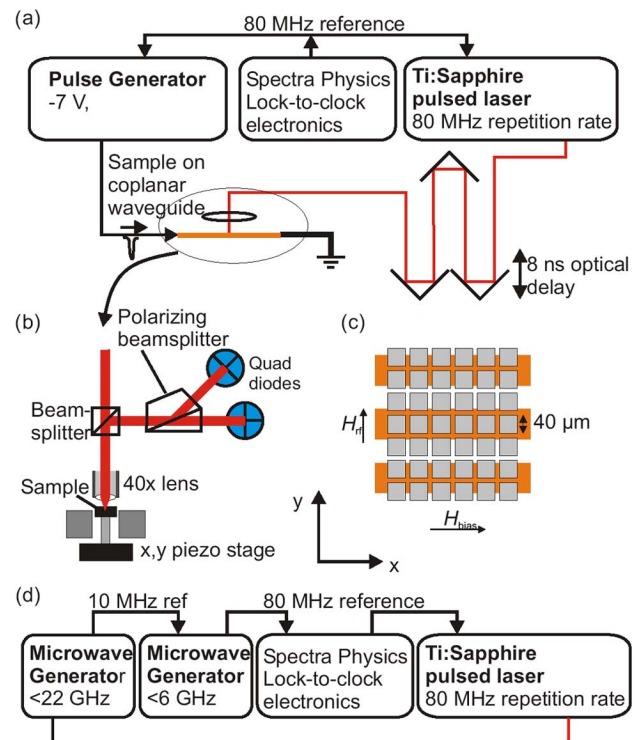 (a)
80 MHz reference
Pulse Generator
-7 V,
Spectra Physics
Lock-to-clock
electronics
Ti:Sapphire
pulsed laser
80 MHz repetition rate
Sample on
coplanar
waveguide
8 ns optical
delay
(b)
Polarizing
beamsplitter
Quad
diodes
Beam-
splitter
Sample
40x lens
x,y piezo stage
(c)
Hrf
40 µm
Hbias
y
x
(d)
10 MHz ref
80 MHz reference
Microwave
Generator
<22 GHz
Microwave
Generator
<6 GHz
Spectra Physics
Lock-to-clock
electronics
Ti:Sapphire
pulsed laser
80 MHz repetition rate